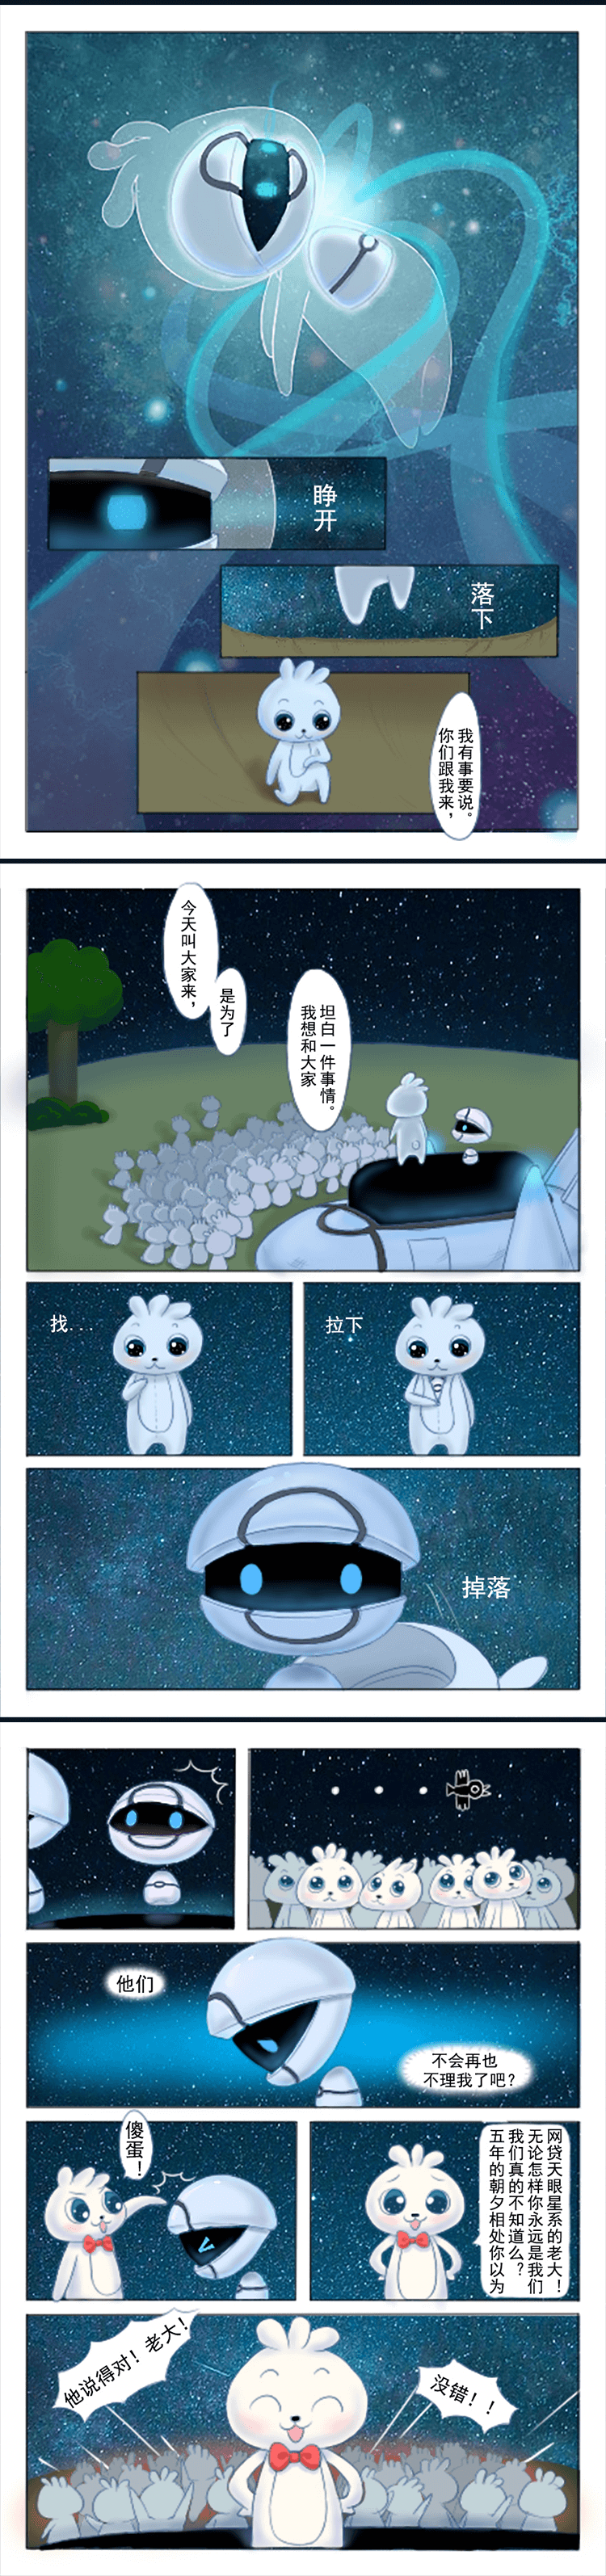 睁开
落下
你们跟我来，
我有事要说。
今天叫大家来，
是为了
我想和大家
坦白一件事情。
找...
拉下
掉落
他们
不会再也
不理我了吧？
傻蛋！
五年的朝夕相处你以为
我们真的不知道么？
无论怎样你永远是我们
网贷天眼星系的老大！
他说得对！老大！
没错！！